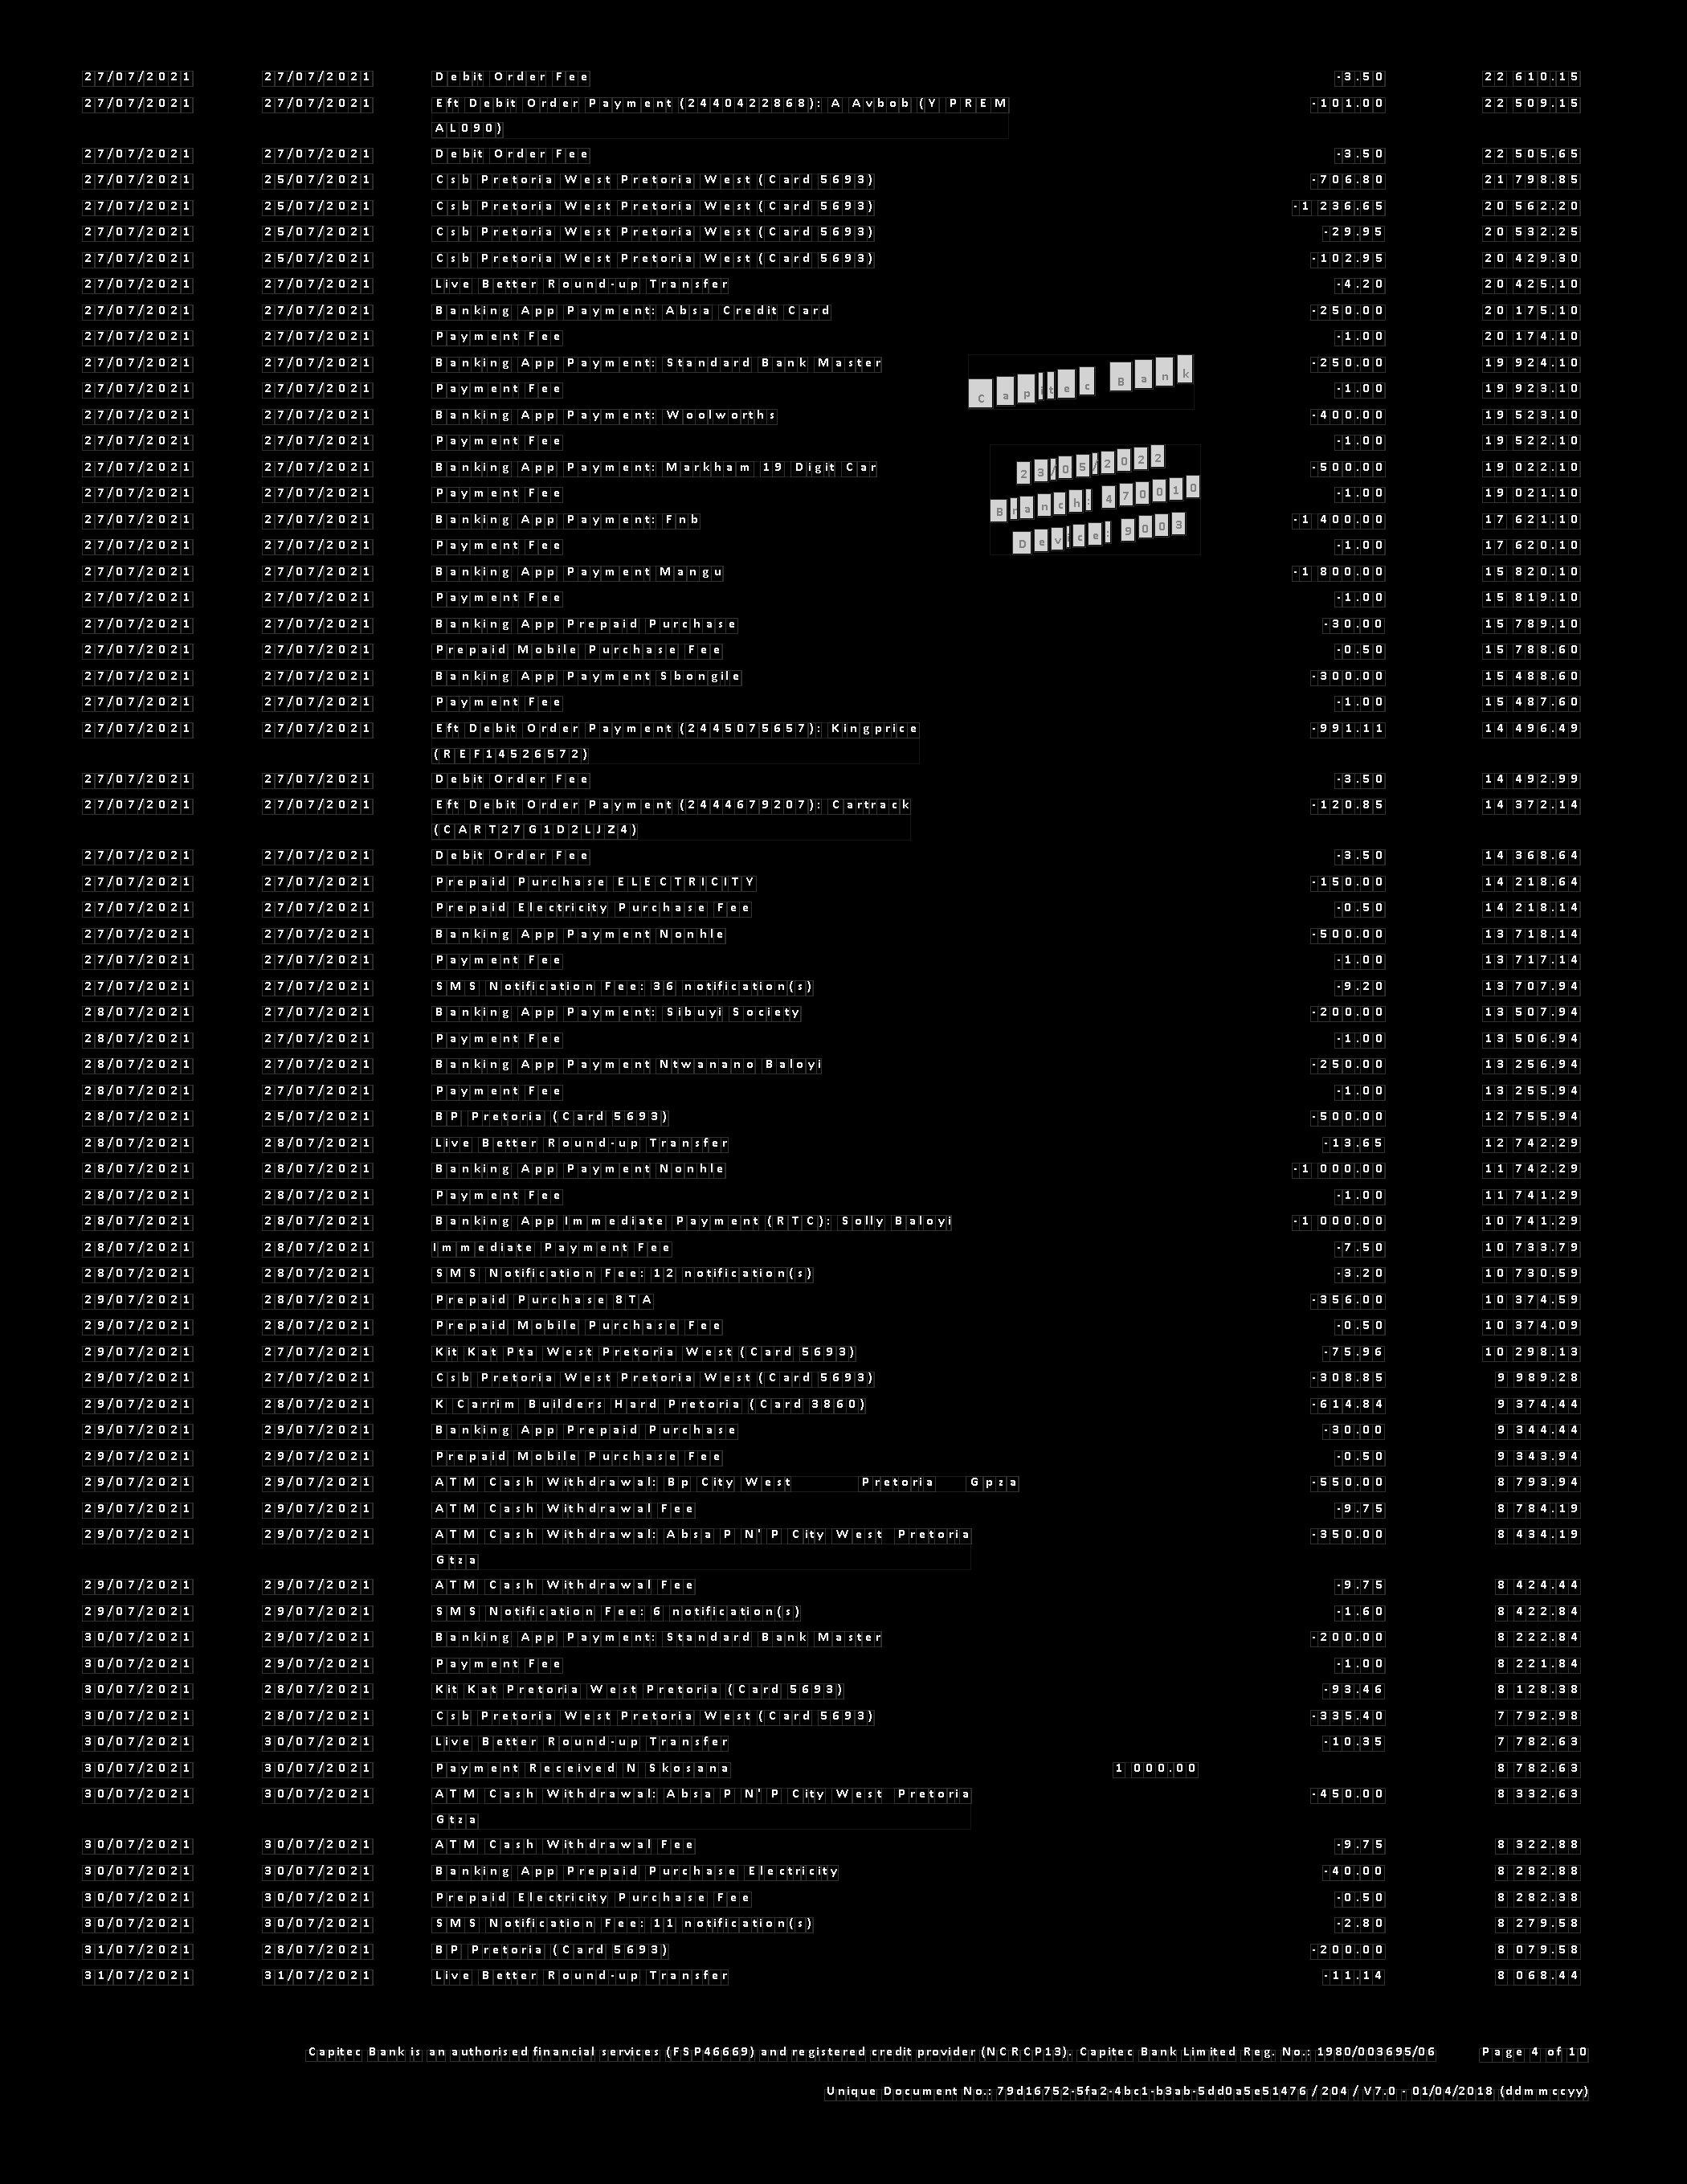 27/07/2021 27/07/2021 Debit Order Fee -3.50 22 610.15
27/07/2021 27/07/2021 Eft Debit Order Payment (2440422868): A Avbob (Y PREM -101.00 22 509.15
AL090)
27/07/2021 27/07/2021 Debit Order Fee -3.50 22 505.65
27/07/2021 25/07/2021 Csb Pretoria West Pretoria West (Card 5693) -706.80 21 798.85
27/07/2021 25/07/2021 Csb Pretoria West Pretoria West (Card 5693) -1 236.65 20 562.20
27/07/2021 25/07/2021 Csb Pretoria West Pretoria West (Card 5693) -29.95 20 532.25
27/07/2021 25/07/2021 Csb Pretoria West Pretoria West (Card 5693) -102.95 20 429.30
27/07/2021 27/07/2021 Live Better Round-up Transfer -4.20 20 425.10
27/07/2021 27/07/2021 Banking App Payment: Absa Credit Card -250.00 20 175.10
27/07/2021 27/07/2021 Payment Fee -1.00 20 174.10
27/07/2021 27/07/2021 Banking App Payment: Standard Bank Master -250.00 19 924.10
Capitec Bank
27/07/2021 27/07/2021 Payment Fee -1.00 19 923.10
27/07/2021 27/07/2021 Banking App Payment: Woolworths -400.00 19 523.10
27/07/2021 27/07/2021 Payment Fee -1.00 19 522.10
27/07/2021 27/07/2021 Banking App Payment: Markham 19 Digit Car -500.00 19 022.10
23/05/2022
27/07/2021 27/07/2021 Payment Fee -1.00 19 021.10
Branch: 470010
27/07/2021 27/07/2021 Banking App Payment: Fnb -1 400.00 17 621.10
Device: 9003
27/07/2021 27/07/2021 Payment Fee -1.00 17 620.10
27/07/2021 27/07/2021 Banking App Payment Mangu -1 800.00 15 820.10
27/07/2021 27/07/2021 Payment Fee -1.00 15 819.10
27/07/2021 27/07/2021 Banking App Prepaid Purchase -30.00 15 789.10
27/07/2021 27/07/2021 Prepaid Mobile Purchase Fee -0.50 15 788.60
27/07/2021 27/07/2021 Banking App Payment Sbongile -300.00 15 488.60
27/07/2021 27/07/2021 Payment Fee -1.00 15 487.60
27/07/2021 27/07/2021 Eft Debit Order Payment (2445075657): Kingprice -991.11 14 496.49
(REF14526572)
27/07/2021 27/07/2021 Debit Order Fee -3.50 14 492.99
27/07/2021 27/07/2021 Eft Debit Order Payment (2444679207): Cartrack -120.85 14 372.14
(CART27G1D2LJZ4)
27/07/2021 27/07/2021 Debit Order Fee -3.50 14 368.64
27/07/2021 27/07/2021 Prepaid Purchase ELECTRICITY -150.00 14 218.64
27/07/2021 27/07/2021 Prepaid Electricity Purchase Fee -0.50 14 218.14
27/07/2021 27/07/2021 Banking App Payment Nonhle -500.00 13 718.14
27/07/2021 27/07/2021 Payment Fee -1.00 13 717.14
27/07/2021 27/07/2021 SMS Notification Fee: 36 notification(s) -9.20 13 707.94
28/07/2021 27/07/2021 Banking App Payment: Sibuyi Society -200.00 13 507.94
28/07/2021 27/07/2021 Payment Fee -1.00 13 506.94
28/07/2021 27/07/2021 Banking App Payment Ntwanano Baloyi -250.00 13 256.94
28/07/2021 27/07/2021 Payment Fee -1.00 13 255.94
28/07/2021 25/07/2021 BP Pretoria (Card 5693) -500.00 12 755.94
28/07/2021 28/07/2021 Live Better Round-up Transfer -13.65 12 742.29
28/07/2021 28/07/2021 Banking App Payment Nonhle -1 000.00 11 742.29
28/07/2021 28/07/2021 Payment Fee -1.00 11 741.29
28/07/2021 28/07/2021 Banking App Immediate Payment (RTC): Solly Baloyi -1 000.00 10 741.29
28/07/2021 28/07/2021 Immediate Payment Fee -7.50 10 733.79
28/07/2021 28/07/2021 SMS Notification Fee: 12 notification(s) -3.20 10 730.59
29/07/2021 28/07/2021 Prepaid Purchase 8TA -356.00 10 374.59
29/07/2021 28/07/2021 Prepaid Mobile Purchase Fee -0.50 10 374.09
29/07/2021 27/07/2021 Kit Kat Pta West Pretoria West (Card 5693) -75.96 10 298.13
29/07/2021 27/07/2021 Csb Pretoria West Pretoria West (Card 5693) -308.85 9 989.28
29/07/2021 28/07/2021 K Carrim Builders Hard Pretoria (Card 3860) -614.84 9 374.44
29/07/2021 29/07/2021 Banking App Prepaid Purchase -30.00 9 344.44
29/07/2021 29/07/2021 Prepaid Mobile Purchase Fee -0.50 9 343.94
29/07/2021 29/07/2021 ATM Cash Withdrawal: Bp City West Pretoria Gpza -550.00 8 793.94
29/07/2021 29/07/2021 ATM Cash Withdrawal Fee -9.75 8 784.19
29/07/2021 29/07/2021 ATM Cash Withdrawal: Absa P N' P City West Pretoria -350.00 8 434.19
Gtza
29/07/2021 29/07/2021 ATM Cash Withdrawal Fee -9.75 8 424.44
29/07/2021 29/07/2021 SMS Notification Fee: 6 notification(s) -1.60 8 422.84
30/07/2021 29/07/2021 Banking App Payment: Standard Bank Master -200.00 8 222.84
30/07/2021 29/07/2021 Payment Fee -1.00 8 221.84
30/07/2021 28/07/2021 Kit Kat Pretoria West Pretoria (Card 5693) -93.46 8 128.38
30/07/2021 28/07/2021 Csb Pretoria West Pretoria West (Card 5693) -335.40 7 792.98
30/07/2021 30/07/2021 Live Better Round-up Transfer -10.35 7 782.63
30/07/2021 30/07/2021 Payment Received N Skosana 1 000.00 8 782.63
30/07/2021 30/07/2021 ATM Cash Withdrawal: Absa P N' P City West Pretoria -450.00 8 332.63
Gtza
30/07/2021 30/07/2021 ATM Cash Withdrawal Fee -9.75 8 322.88
30/07/2021 30/07/2021 Banking App Prepaid Purchase Electricity -40.00 8 282.88
30/07/2021 30/07/2021 Prepaid Electricity Purchase Fee -0.50 8 282.38
30/07/2021 30/07/2021 SMS Notification Fee: 11 notification(s) -2.80 8 279.58
31/07/2021 28/07/2021 BP Pretoria (Card 5693) -200.00 8 079.58
31/07/2021 31/07/2021 Live Better Round-up Transfer -11.14 8 068.44
Capitec Bank is an authorised financial services (FSP46669) and registered credit provider (NCRCP13). Capitec Bank Limited Reg. No.: 1980/003695/06 Page 4 of 10
Unique Document No.: 79d16752-5fa2-4bc1-b3ab-5dd0a5e51476 / 204 / V7.0 - 01/04/2018 (ddmmccyy)